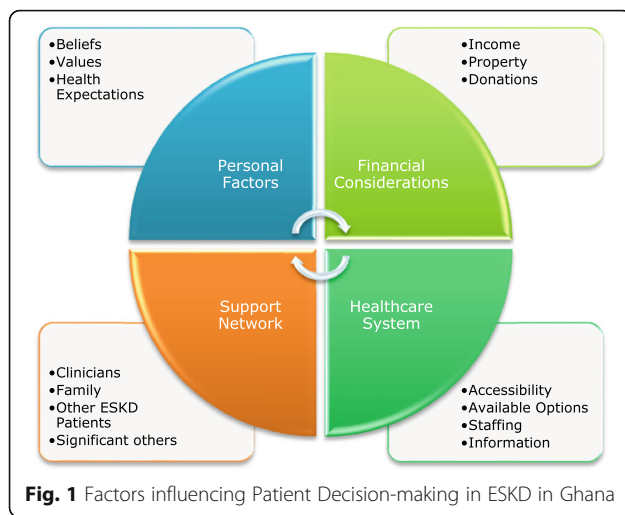 •Beliefs
•Values
•Health
Expectations
•Income
•Property
•Donations
Personal
Factors
Financial
Considerations
Support
Network
Healthcare
System
•Clinicians
•Family
•Other ESKD
Patients
•Significant others
•Accessibility
•Available Options
•Staffing
•Information
Fig. 1 Factors influencing Patient Decision-making in ESKD in Ghana